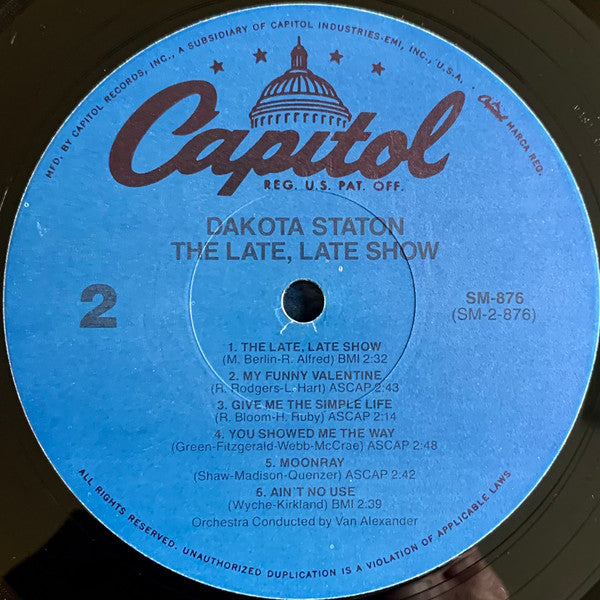 MFD. BY CAPITOL RECORDS, INC., A SUBSIDIARY OF CAPITOL INDUSTRIES-EMI, INC., U.S.A.
Capitol MARCA REG.
Capitol
REG. U.S. PAT. OFF.
DAKOTA STATON
THE LATE, LATE SHOW
2
SM-876
(SM-2-876)
1. THE LATE, LATE SHOW
(M. Berlin-R. Alfred) BMI 2:32
2. MY FUNNY VALENTINE
(R. Rodgers-L. Hart) ASCAP 2:43
3. GIVE ME THE SIMPLE LIFE
(R. Bloom-H. Ruby) ASCAP 2:14
4. YOU SHOWED ME THE WAY
(Green-Fitzgerald-Webb-McCrae) ASCAP 2:48
5. MOONRAY
(Shaw-Madison-Quenzer) ASCAP 2:42
6. AIN'T NO USE
(Wyche-Kirkland) BMI 2:39
Orchestra Conducted by Van Alexander
ALL RIGHTS RESERVED. UNAUTHORIZED DUPLICATION IS A VIOLATION OF APPLICABLE LAWS